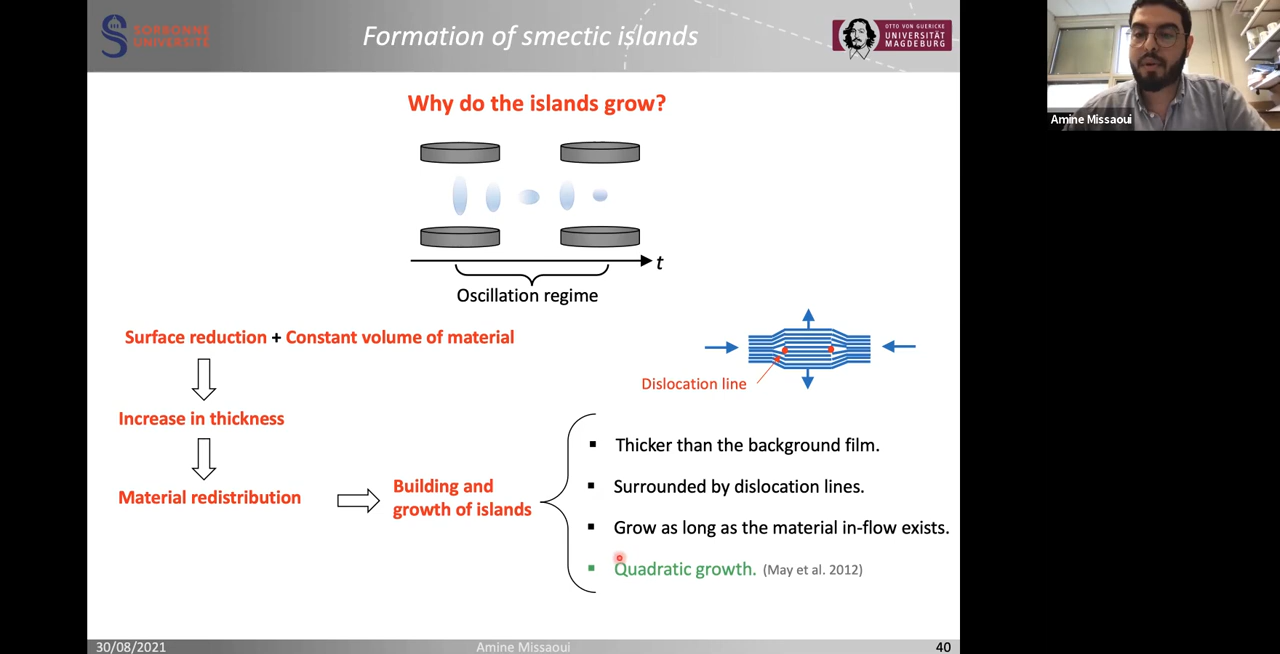 SORBONNE
UNIVERSITÉ
Formation of smectic islands
OTTO VON GUERICKE
UNIVERSITÄT
MAGDEBURG
Amine Missaoui
Why do the islands grow?
t
Oscillation regime
Surface reduction + Constant volume of material
Dislocation line
Increase in thickness
Material redistribution
Building and
growth of islands
▪ Thicker than the background film.
▪ Surrounded by dislocation lines.
▪ Grow as long as the material in-flow exists.
▪ Quadratic growth. (May et al. 2012)
30/08/2021
Amine Missaoui
40